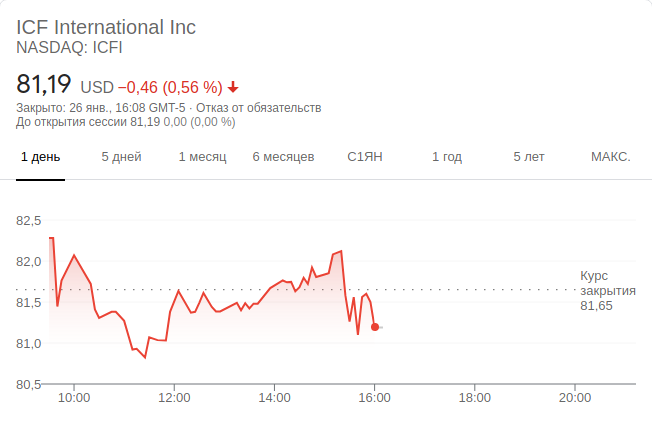 ICF International Inc
NASDAQ: ICFI
81,19 USD −0,46 (0,56 %)
Закрыто: 26 янв., 16:08 GMT-5 · Отказ от обязательств
До открытия сессии 81,19 0,00 (0,00 %)
1 день 5 дней 1 месяц 6 месяцев С1ЯН 1 год 5 лет МАКС.
82,5
82,0
81,5
81,0
80,5
Курс
закрытия
81,65
10:00 12:00 14:00 16:00 18:00 20:00